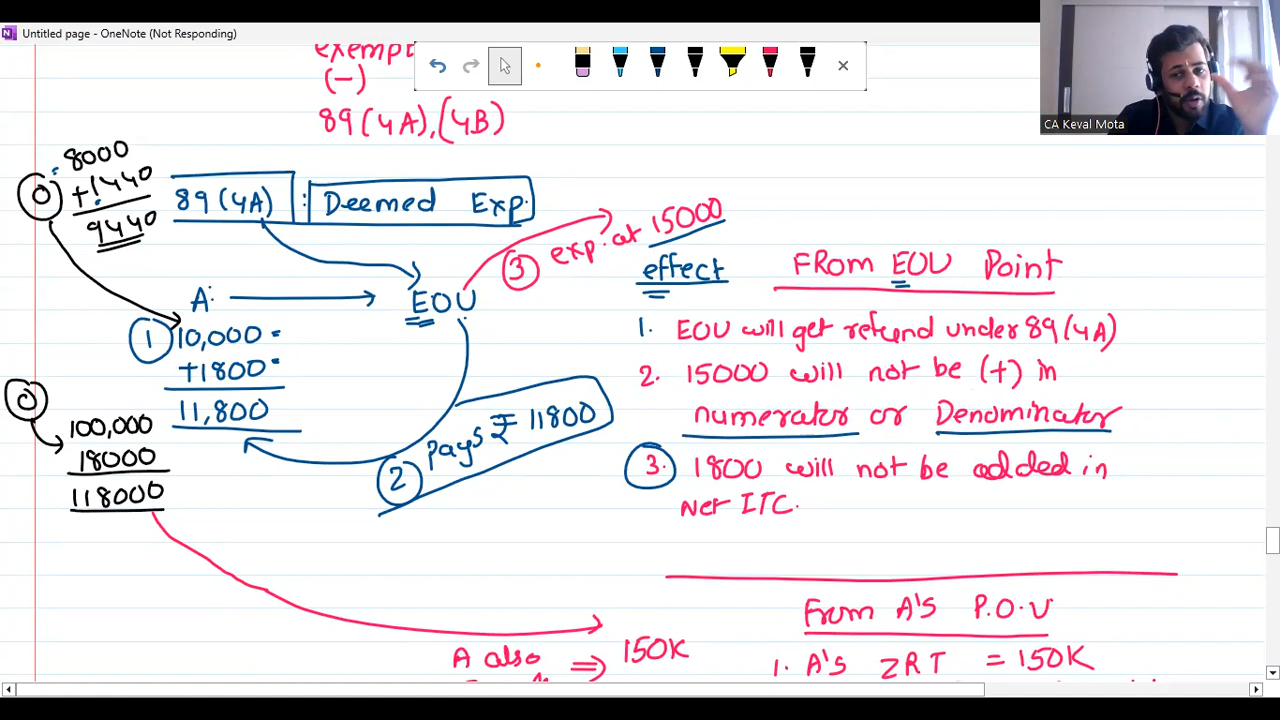 Untitled page - OneNote (Not Responding)
CA Keval Mota
(-)
89(4A),(4B)
0
8000
+1440
9440
89(4A) : Deemed Exp.
3 exp. at 15000
effect
FROM EOU Point
A:
EOU
1 10,000
+1800
11,800
2 Pays ₹ 11800
0
100,000
18000
118000
1. EOU will get refund under 89(4A)
2. 15000 will not be (+) in
numerator or Denominator
3. 1800 will not be added in
Net ITC.
From A's P.O.V
A also
⇒ 150K
1. A's ZRT = 150K